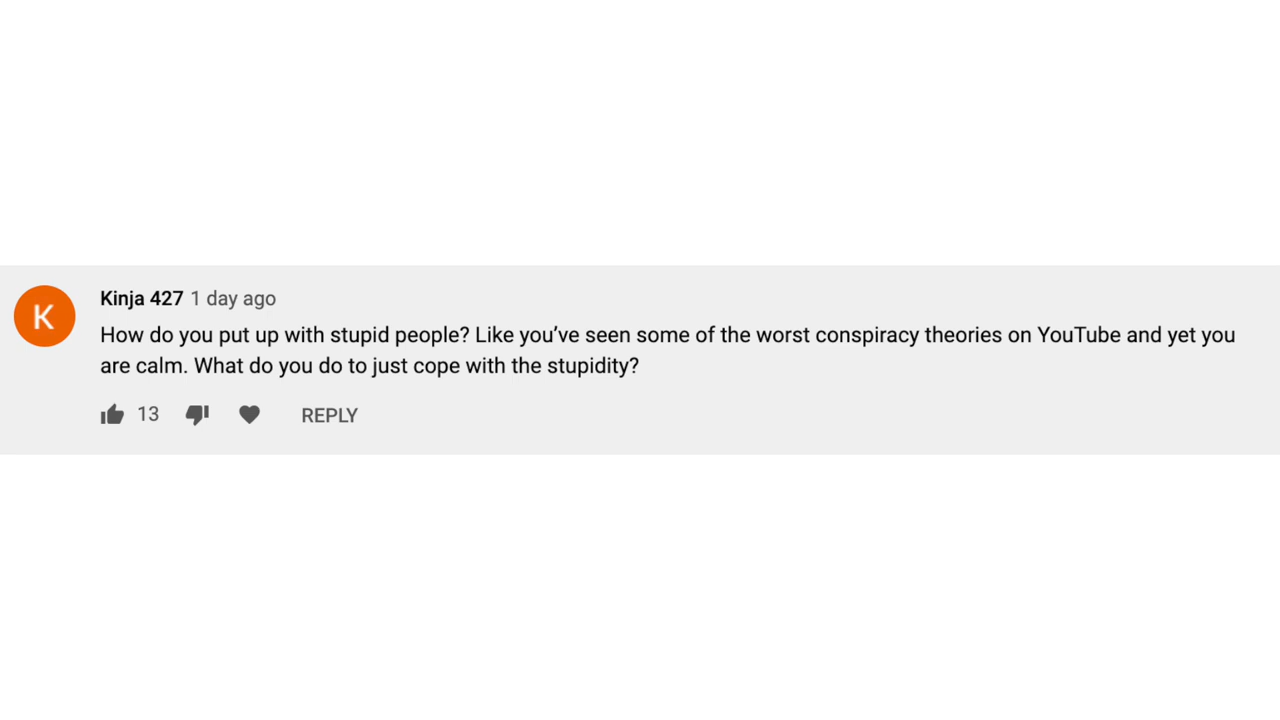 K
Kinja 427 1 day ago
How do you put up with stupid people? Like you’ve seen some of the worst conspiracy theories on YouTube and yet you
are calm. What do you do to just cope with the stupidity?
13 REPLY